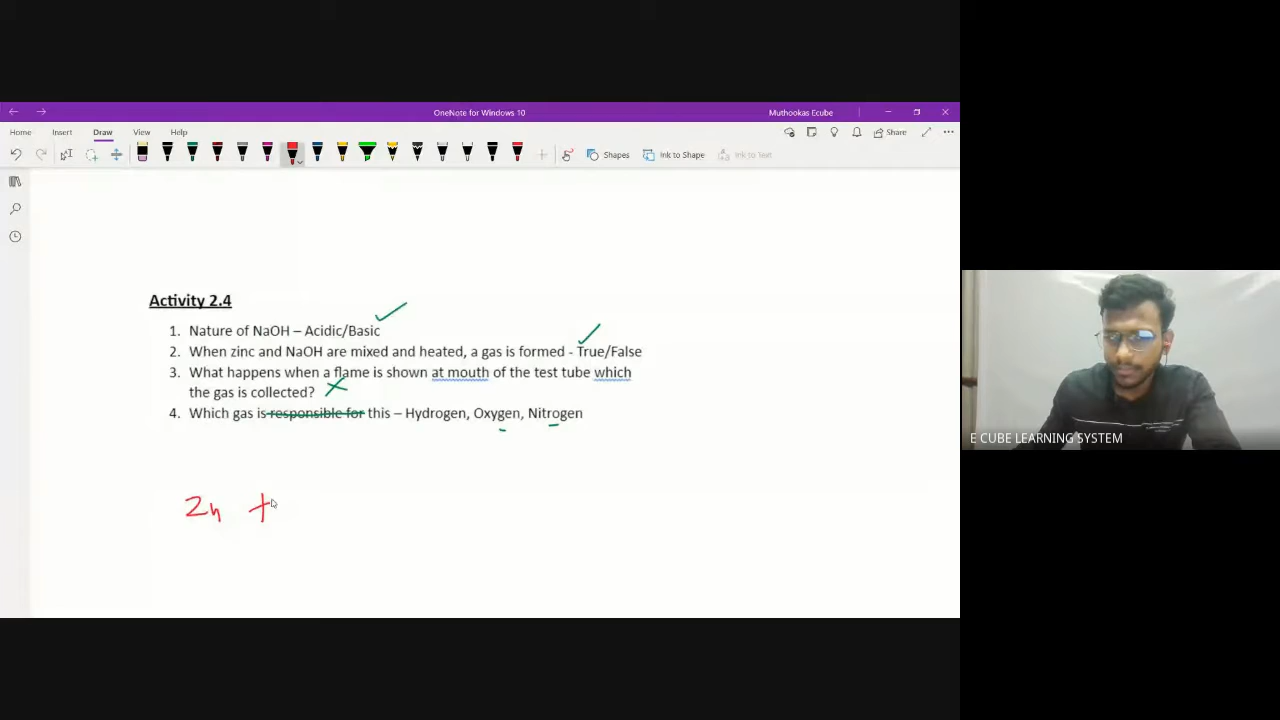 OneNote for Windows 10
Muthookas Ecube
Home Insert Draw View Help
Share
Shapes Ink to Shape Ink to Text
Activity 2.4
1. Nature of NaOH – Acidic/Basic
2. When zinc and NaOH are mixed and heated, a gas is formed - True/False
3. What happens when a flame is shown at mouth of the test tube which
the gas is collected?
4. Which gas is responsible for this – Hydrogen, Oxygen, Nitrogen
Zn +
E CUBE LEARNING SYSTEM